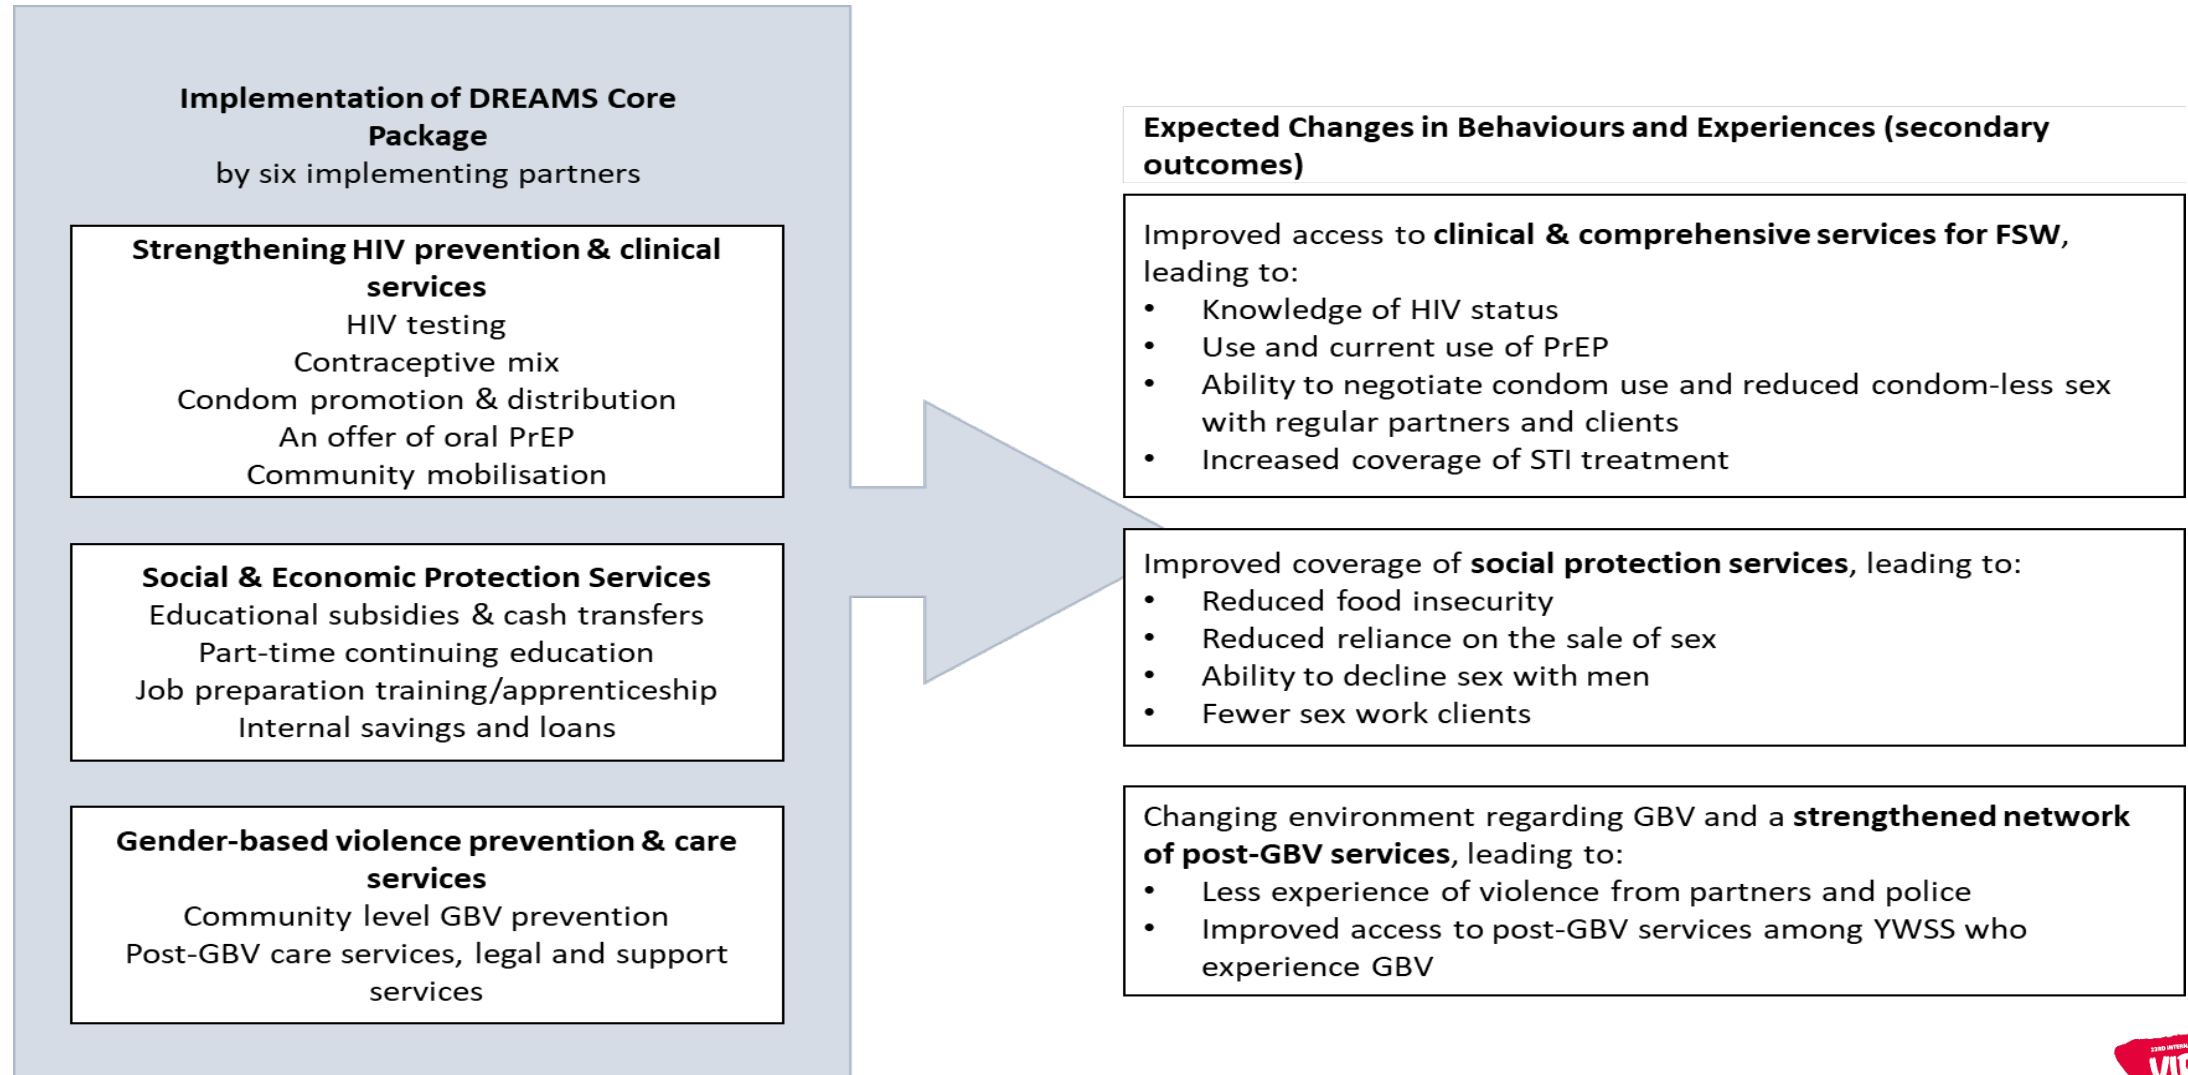 Implementation of DREAMS Core
Package
by six implementing partners
Strengthening HIV prevention & clinical
services
HIV testing
Contraceptive mix
Condom promotion & distribution
An offer of oral PrEP
Community mobilisation
Social & Economic Protection Services
Educational subsidies & cash transfers
Part-time continuing education
Job preparation training/apprenticeship
Internal savings and loans
Gender-based violence prevention & care
services
Community level GBV prevention
Post-GBV care services, legal and support
services
Expected Changes in Behaviours and Experiences (secondary
outcomes)
Improved access to clinical & comprehensive services for FSW,
leading to:
• Knowledge of HIV status
• Use and current use of PrEP
• Ability to negotiate condom use and reduced condom-less sex
with regular partners and clients
• Increased coverage of STI treatment
Improved coverage of social protection services, leading to:
• Reduced food insecurity
• Reduced reliance on the sale of sex
• Ability to decline sex with men
• Fewer sex work clients
Changing environment regarding GBV and a strengthened network
of post-GBV services, leading to:
• Less experience of violence from partners and police
• Improved access to post-GBV services among YWSS who
experience GBV
23RD